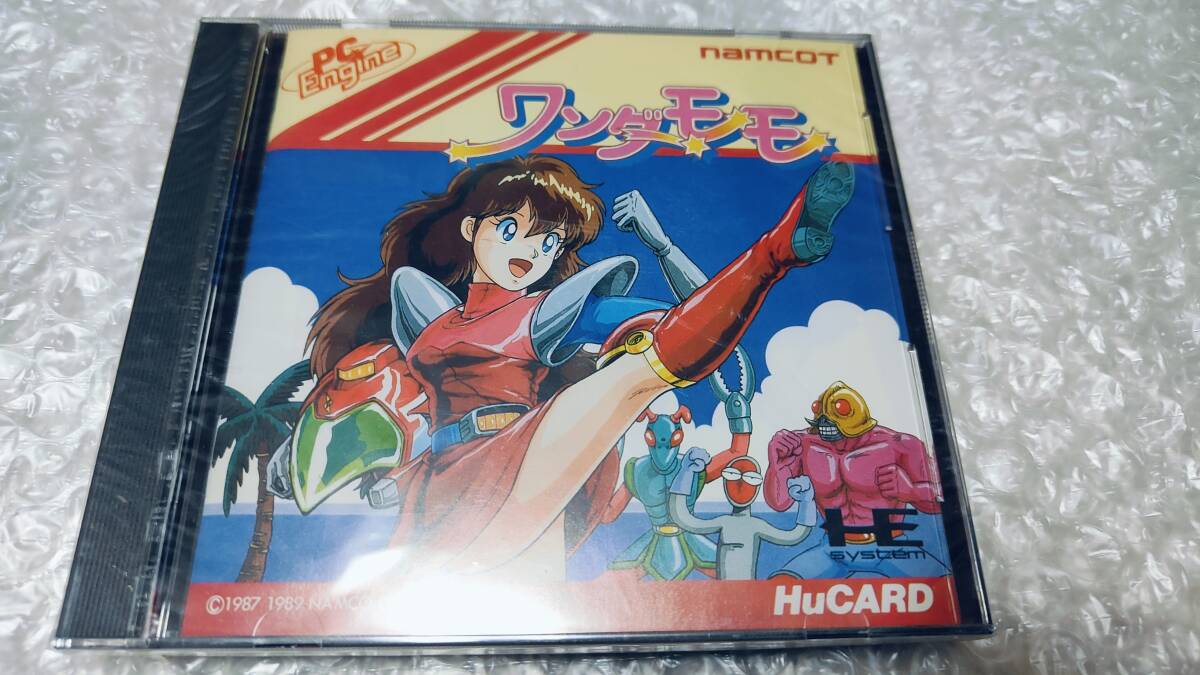 PC Engine
namcoT
ワンダーモモ
HE
system
©1987 1989 NAMCO
HuCARD